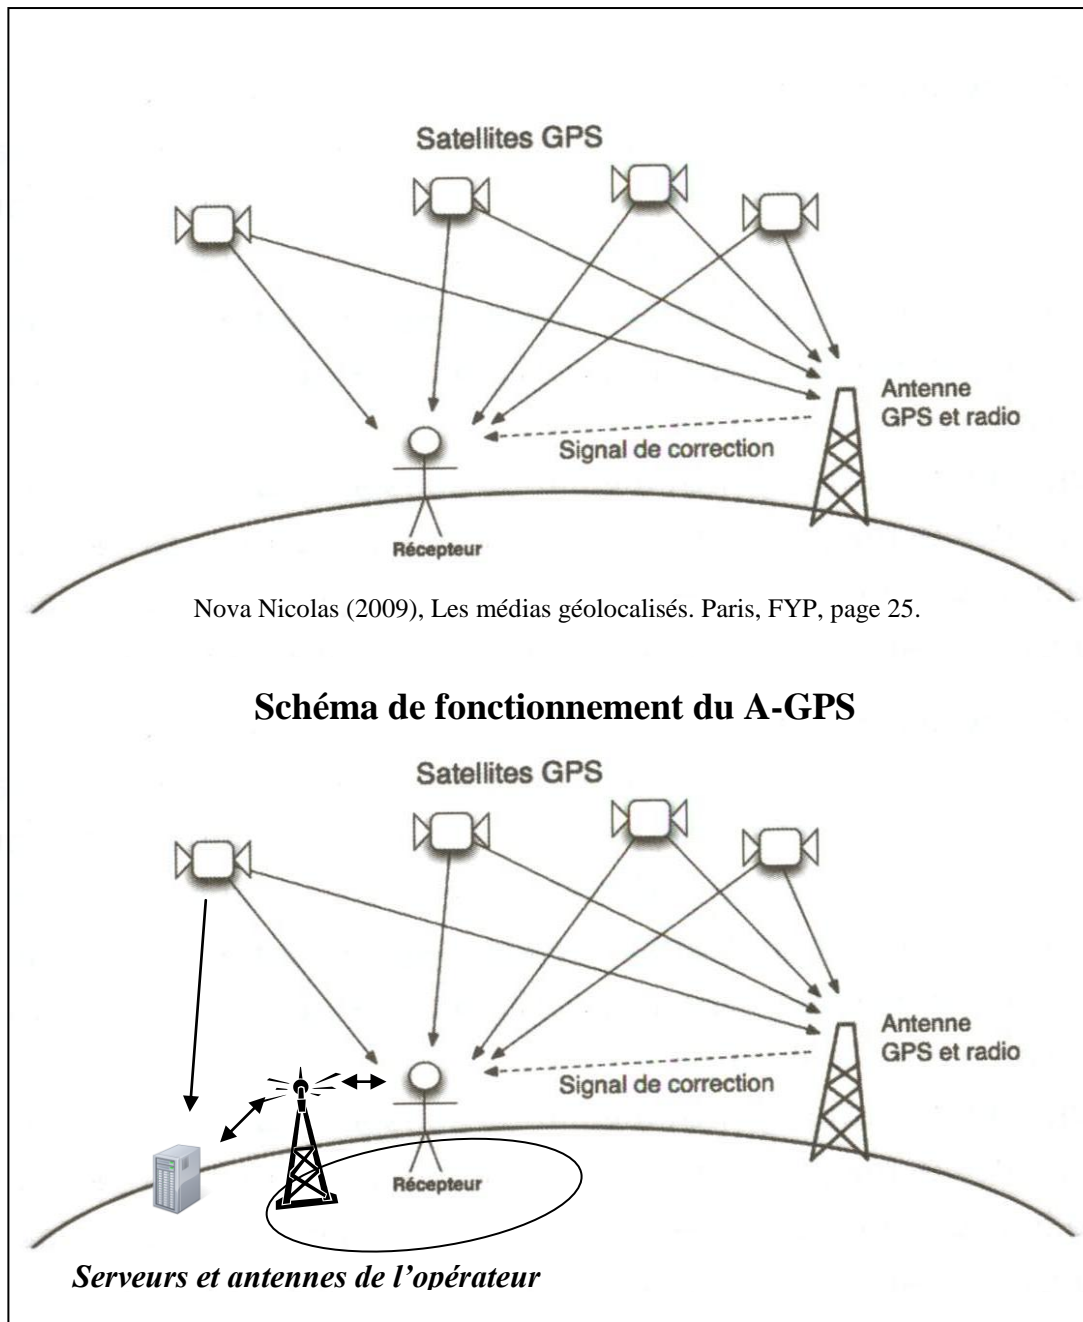 Satellites GPS
Antenne
GPS et radio
Signal de correction
Récepteur
Nova Nicolas (2009), Les médias géolocalisés. Paris, FYP, page 25.
Schéma de fonctionnement du A-GPS
Satellites GPS
Antenne
GPS et radio
Signal de correction
Récepteur
Serveurs et antennes de l’opérateur